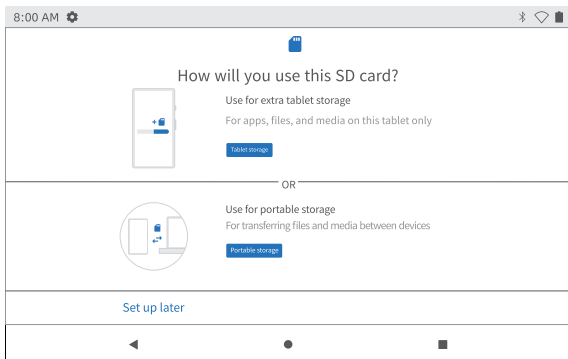 8:00 AM
How will you use this SD card?
Use for extra tablet storage
For apps, files, and media on this tablet only
Tablet storage
OR
Use for portable storage
For transferring files and media between devices
Portable storage
Set up later